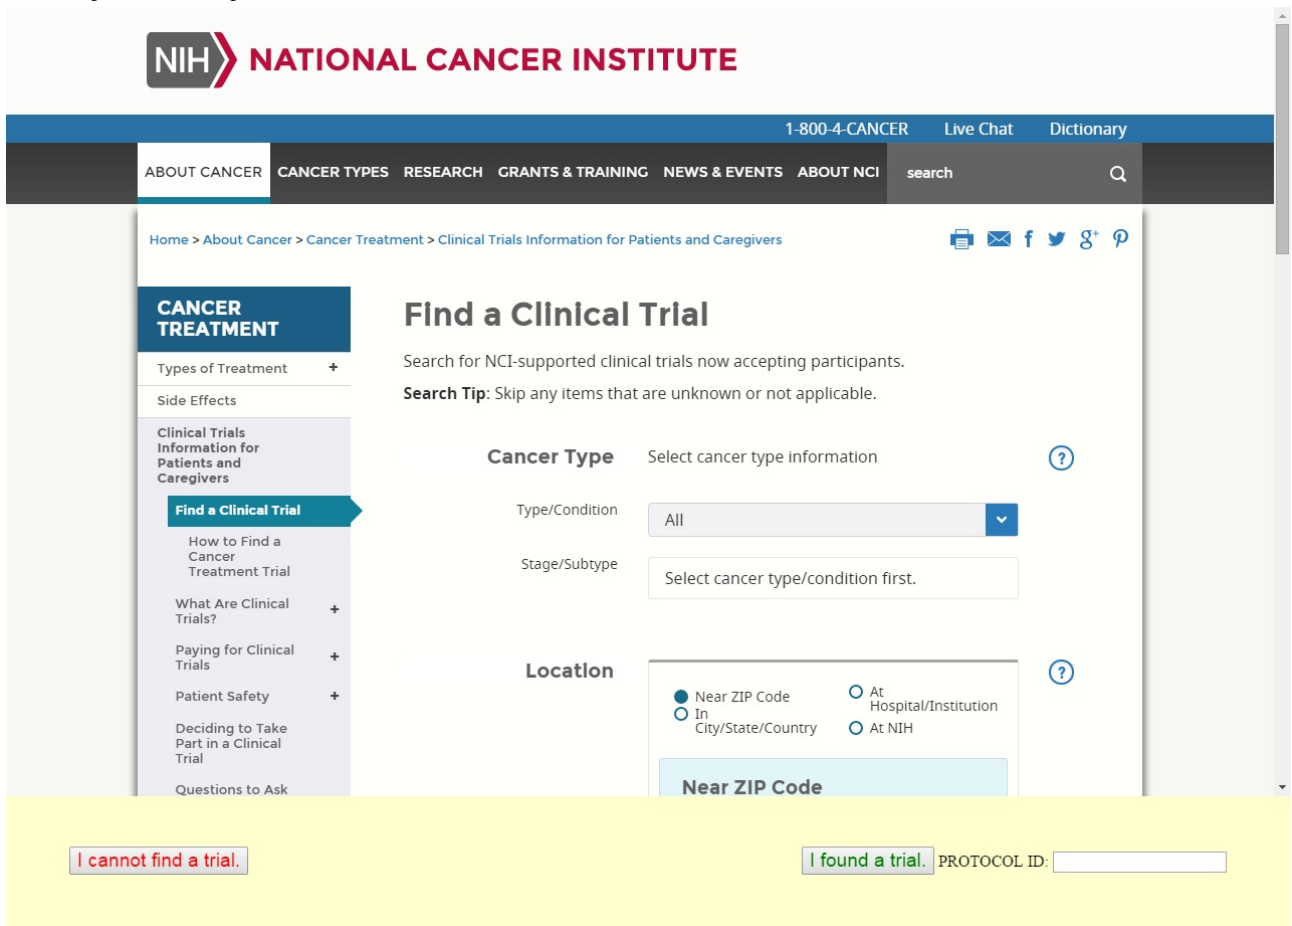 NIH NATIONAL CANCER INSTITUTE
1-800-4-CANCER Live Chat Dictionary
ABOUT CANCER CANCER TYPES RESEARCH GRANTS & TRAINING NEWS & EVENTS ABOUT NCI search
Home > About Cancer > Cancer Treatment > Clinical Trials Information for Patients and Caregivers
CANCER
TREATMENT
Types of Treatment +
Side Effects
Clinical Trials
Information for
Patients and
Caregivers
Find a Clinical Trial
How to Find a
Cancer
Treatment Trial
What Are Clinical
Trials? +
Paying for Clinical
Trials +
Patient Safety +
Deciding to Take
Part in a Clinical
Trial
Questions to Ask
Find a Clinical Trial
Search for NCI-supported clinical trials now accepting participants.
Search Tip: Skip any items that are unknown or not applicable.
Cancer Type Select cancer type information ?
Type/Condition All
Stage/Subtype Select cancer type/condition first.
Location ?
Near ZIP Code
In
City/State/Country
At
Hospital/Institution
At NIH
Near ZIP Code
I cannot find a trial.
I found a trial. PROTOCOL ID: